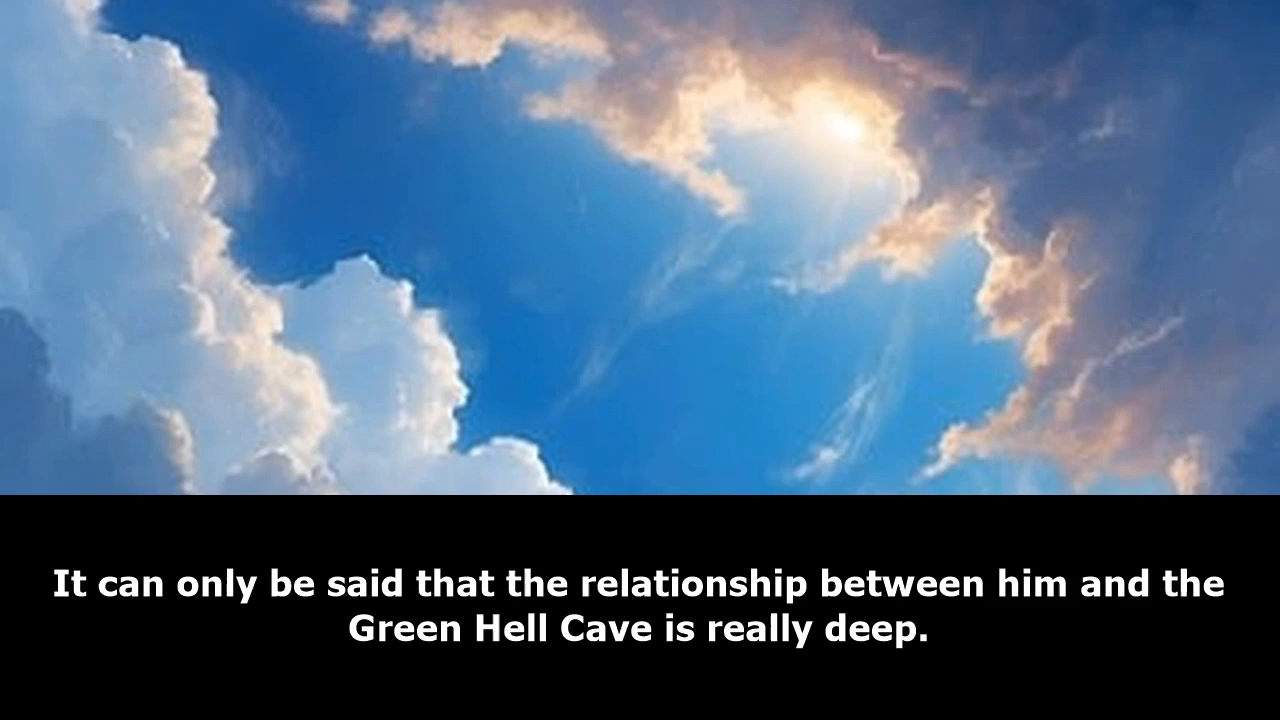 It can only be said that the relationship between him and the
Green Hell Cave is really deep.